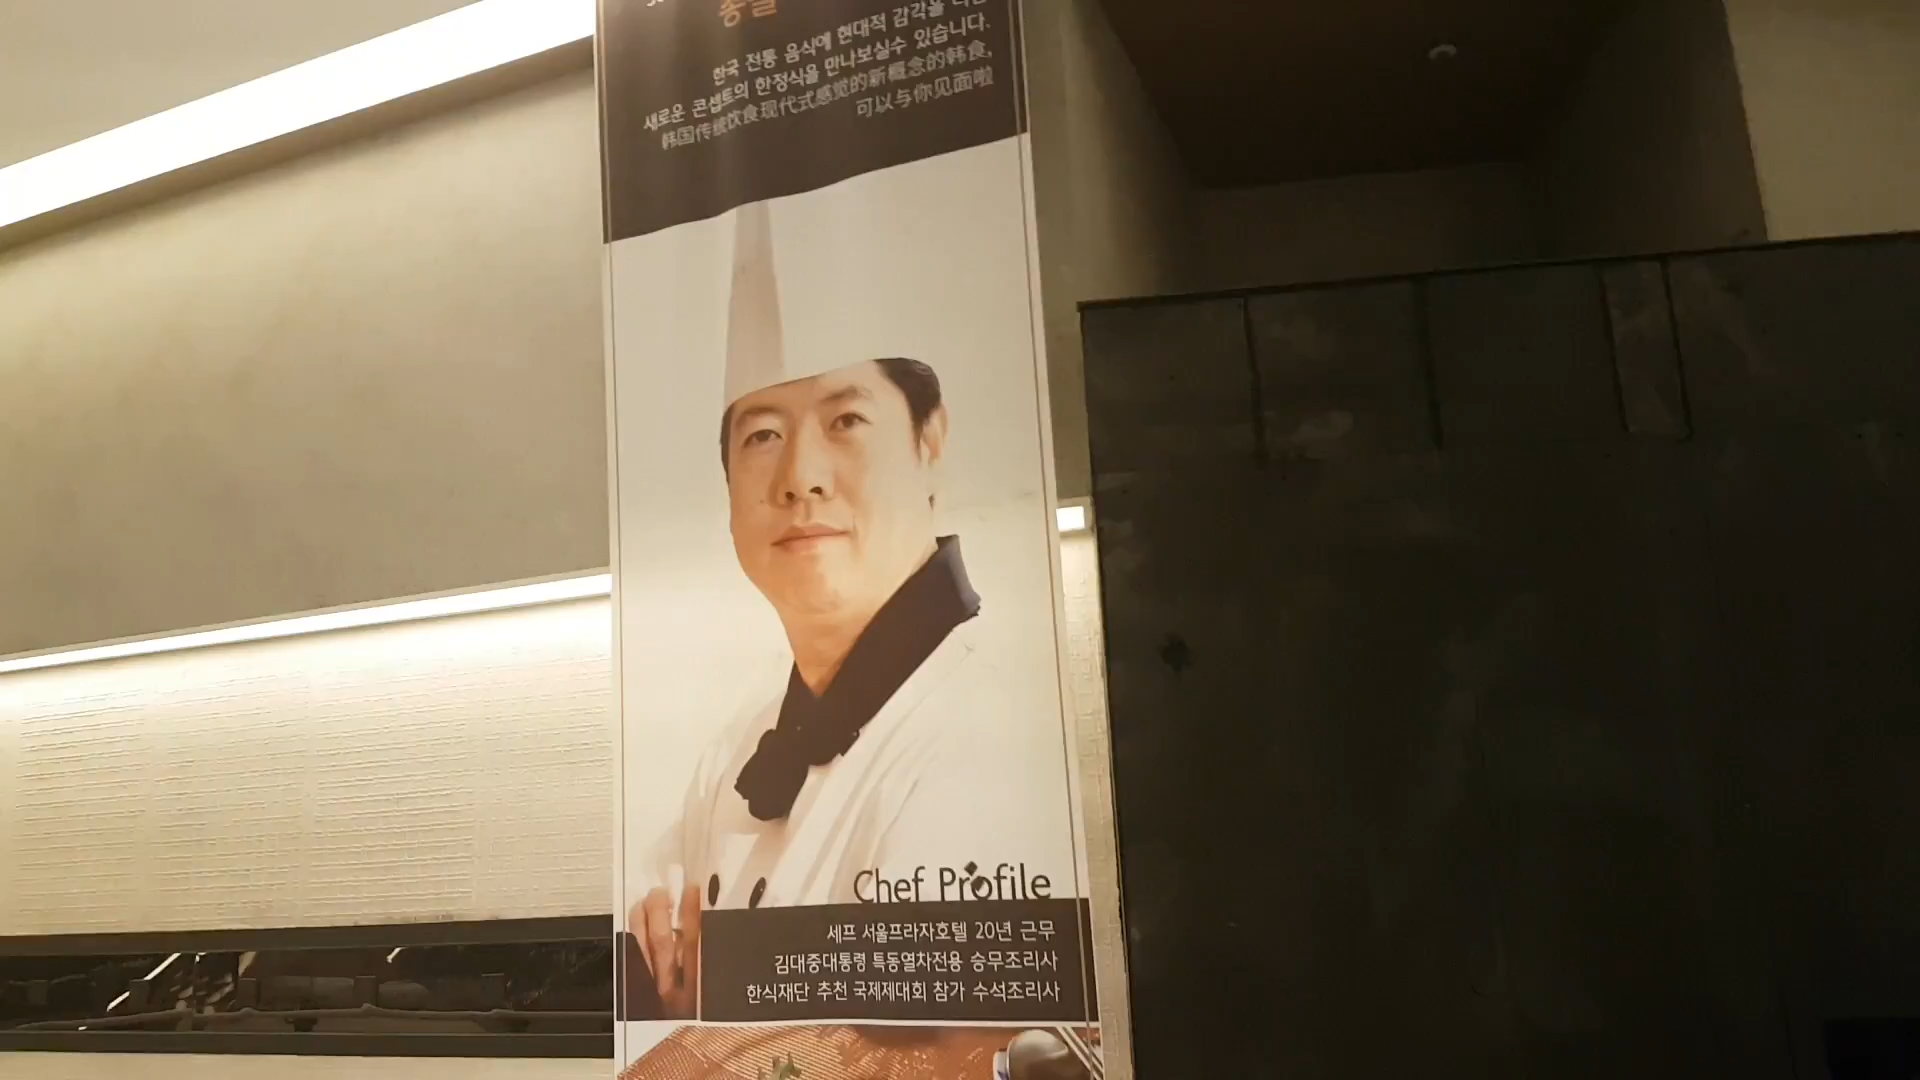 송골
한국 전통 음식에 현대적 감각을
새로운 콘셉트의 한정식을 만나보실수 있습니다.
韩国传统饮食现代式感觉的新概念的韩食,
可以与你见面啦
Chef Profile
세프 서울프라자호텔 20년 근무
김대중대통령 특동열차전용 승무조리사
한식재단 추천 국제제대회 참가 수석조리사